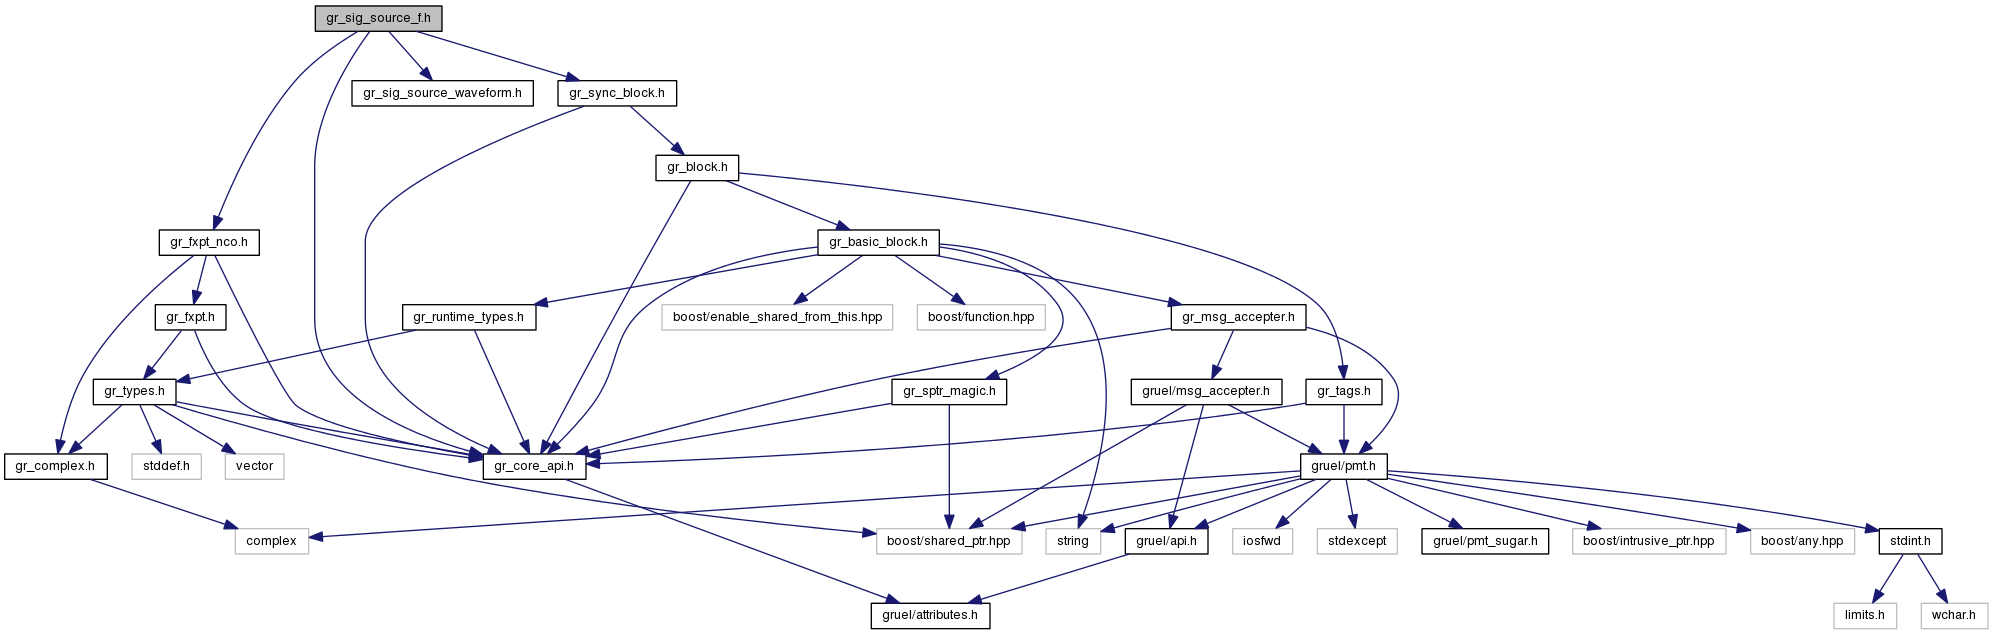 gr_sig_source_f.h
gr_sig_source_waveform.h
gr_sync_block.h
gr_block.h
gr_fxpt_nco.h
gr_basic_block.h
gr_fxpt.h
gr_runtime_types.h
boost/enable_shared_from_this.hpp
boost/function.hpp
gr_msg_accepter.h
gr_types.h
gr_sptr_magic.h
gruel/msg_accepter.h
gr_tags.h
gr_complex.h
stddef.h
vector
gr_core_api.h
gruel/pmt.h
complex
boost/shared_ptr.hpp
string
gruel/api.h
iosfwd
stdexcept
gruel/pmt_sugar.h
boost/intrusive_ptr.hpp
boost/any.hpp
stdint.h
gruel/attributes.h
limits.h
wchar.h